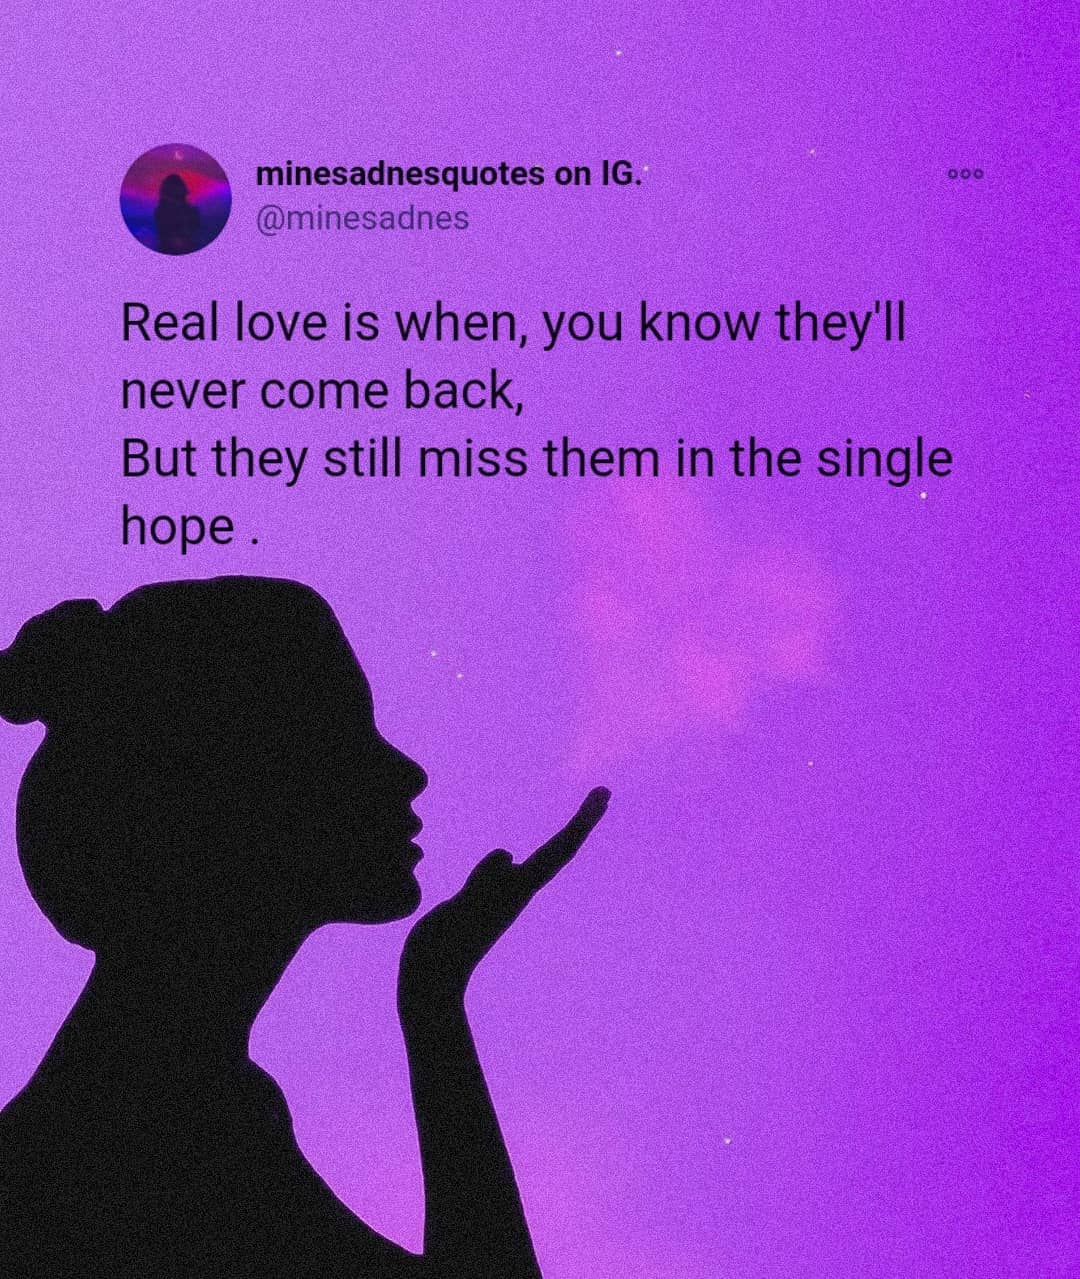 minesadnesquotes on IG.
@minesadnes
Real love is when, you know they'll
never come back,
But they still miss them in the single
hope .